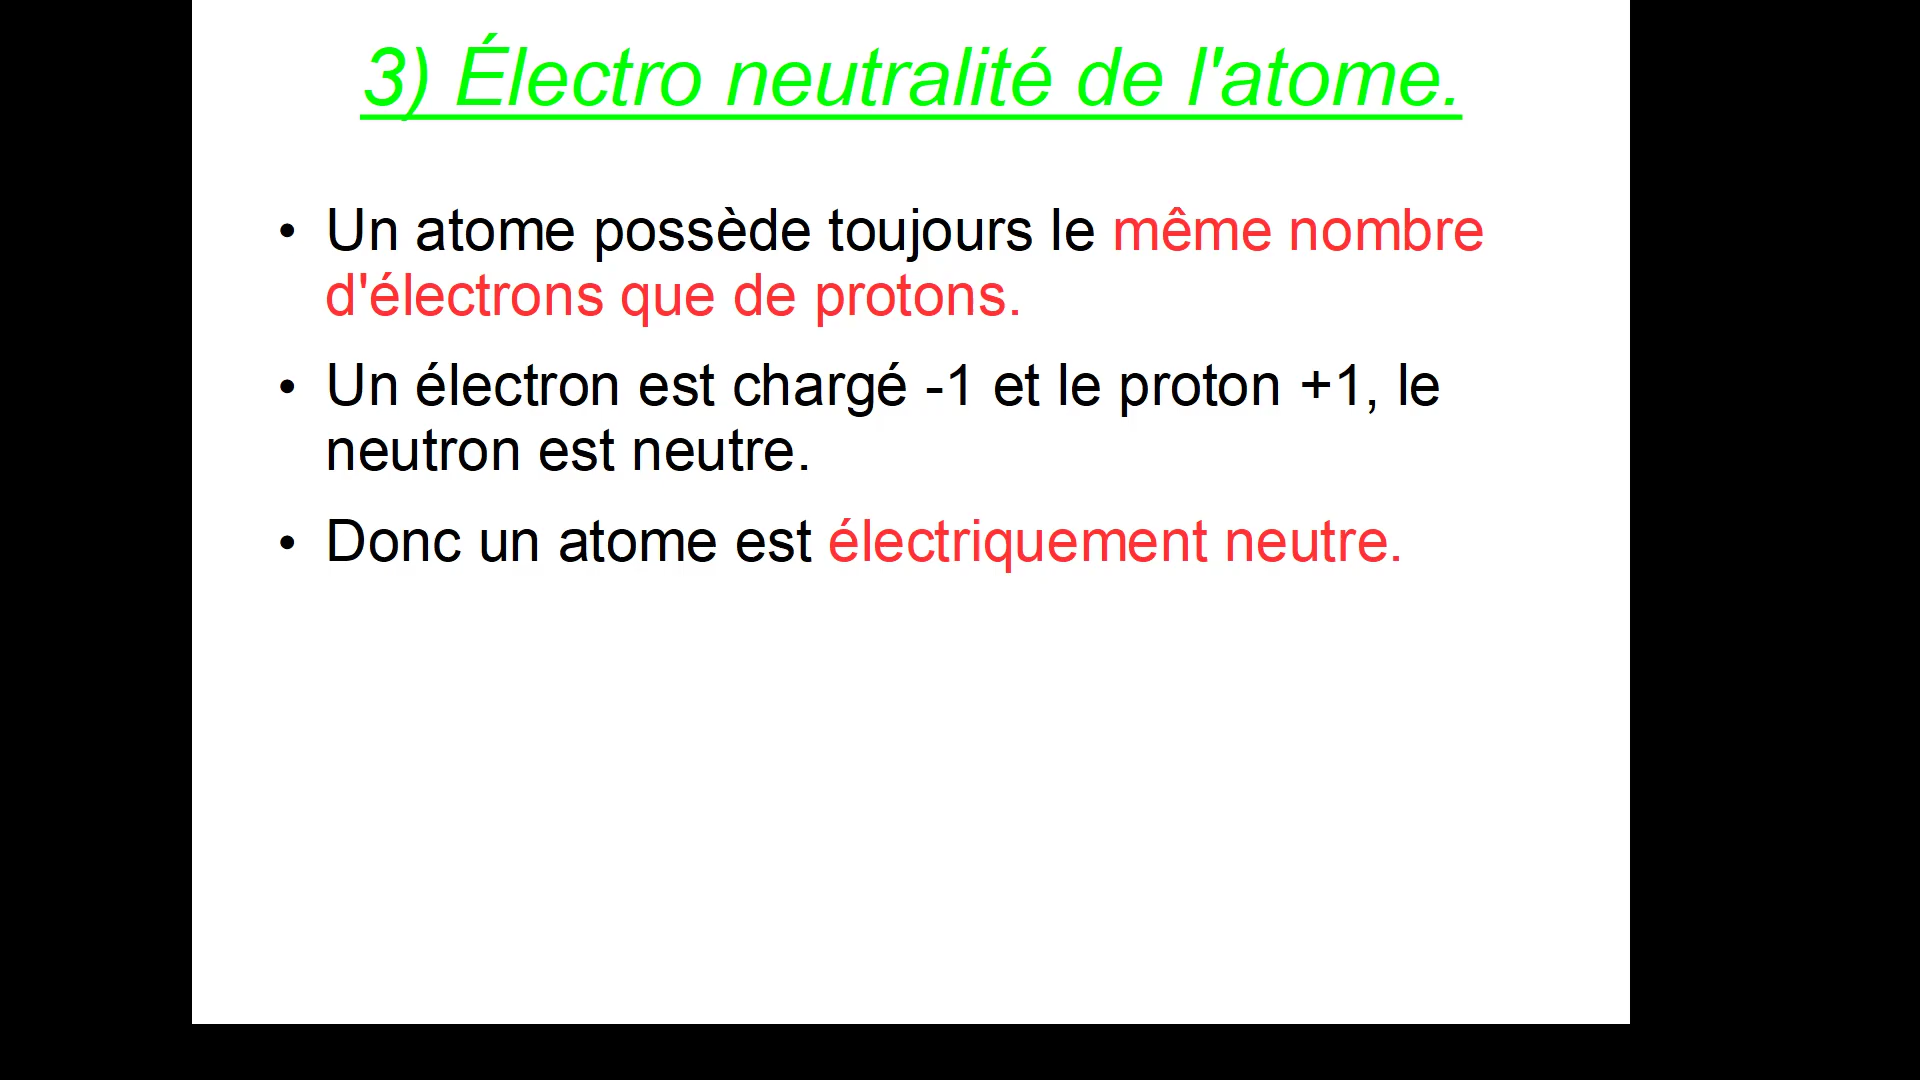 3) Électro neutralité de l'atome.
• Un atome possède toujours le même nombre
d'électrons que de protons.
• Un électron est chargé -1 et le proton +1, le
neutron est neutre.
• Donc un atome est électriquement neutre.